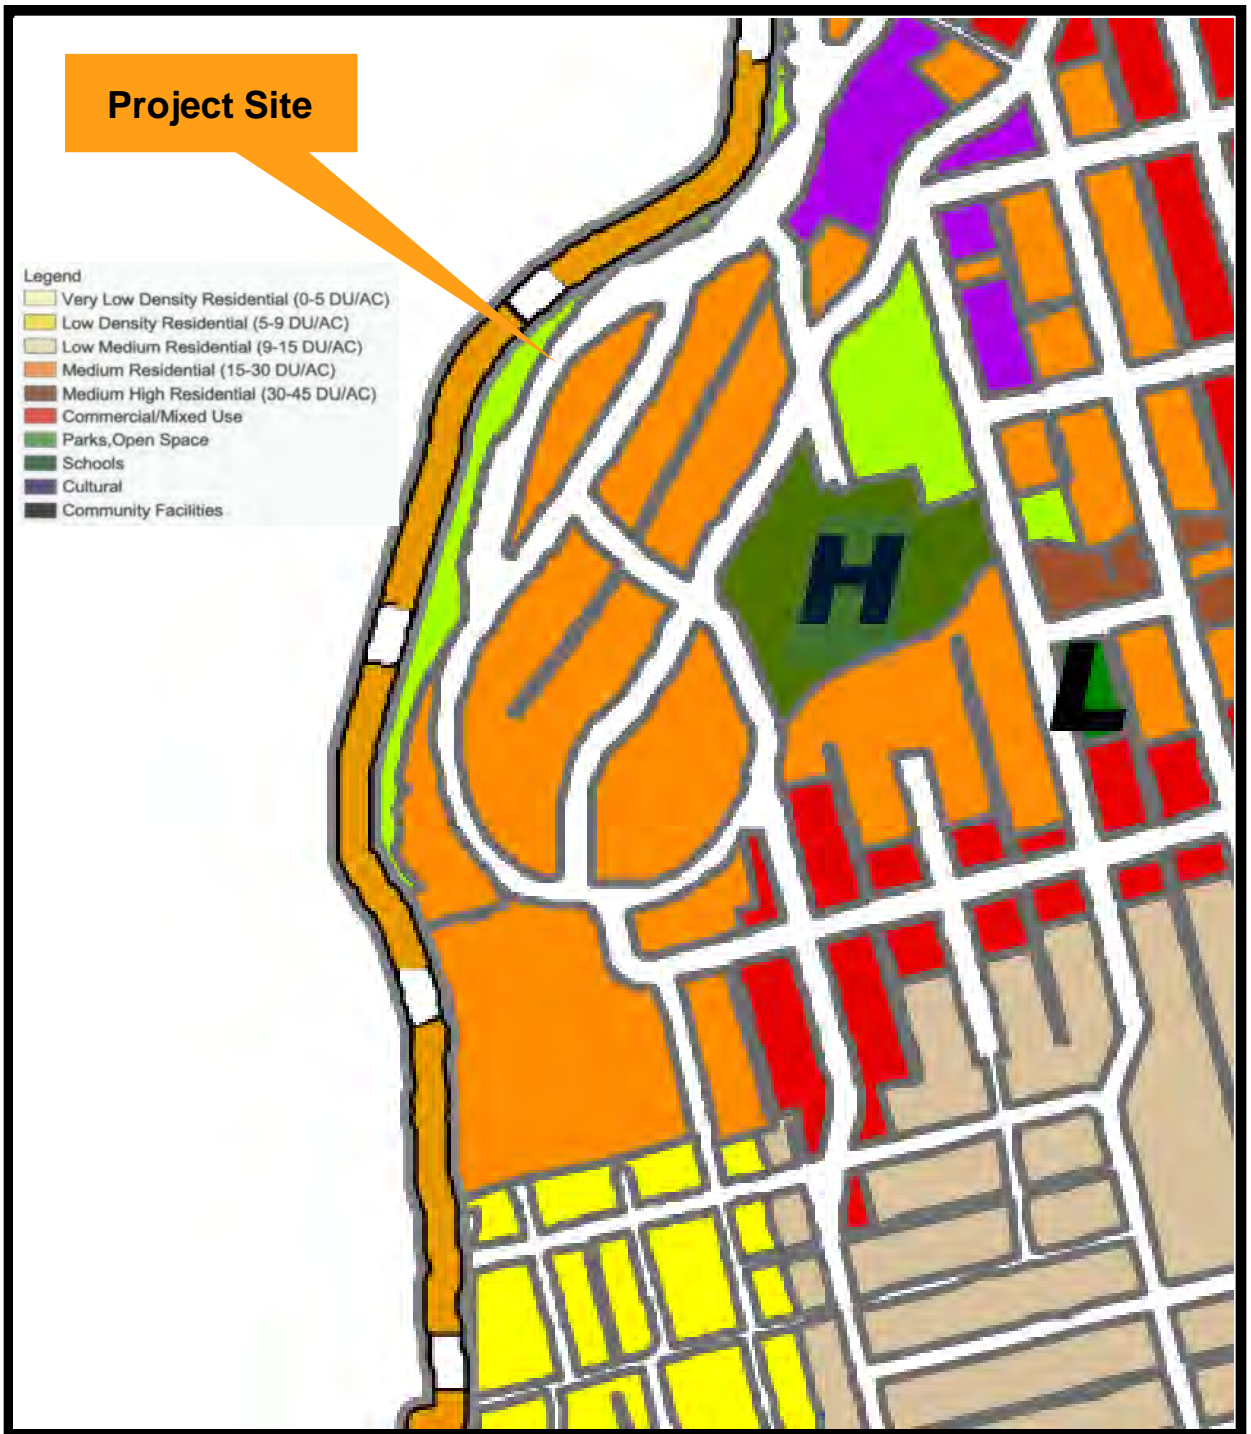 Project Site
Legend
Very Low Density Residential (0-5 DU/AC)
Low Density Residential (5-9 DU/AC)
Low Medium Residential (9-15 DU/AC)
Medium Residential (15-30 DU/AC)
Medium High Residential (30-45 DU/AC)
Commercial/Mixed Use
Parks,Open Space
Schools
Cultural
Community Facilities
H
L